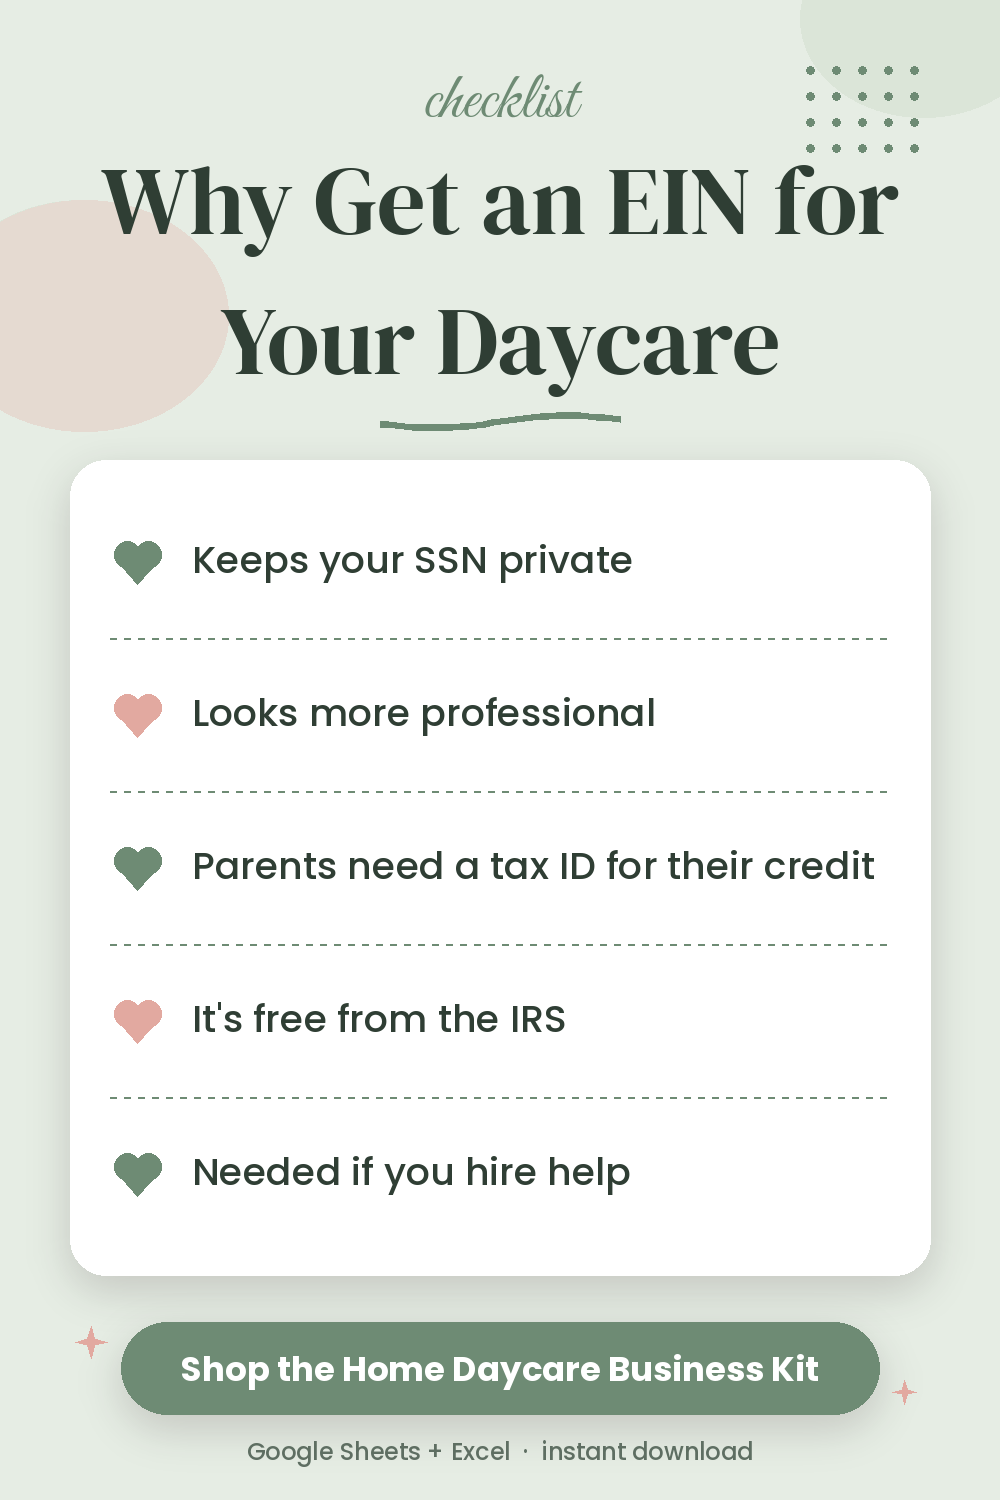 checklist
Why Get an EIN for
Your Daycare
Keeps your SSN private
Looks more professional
Parents need a tax ID for their credit
It's free from the IRS
Needed if you hire help
Shop the Home Daycare Business Kit
Google Sheets + Excel · instant download